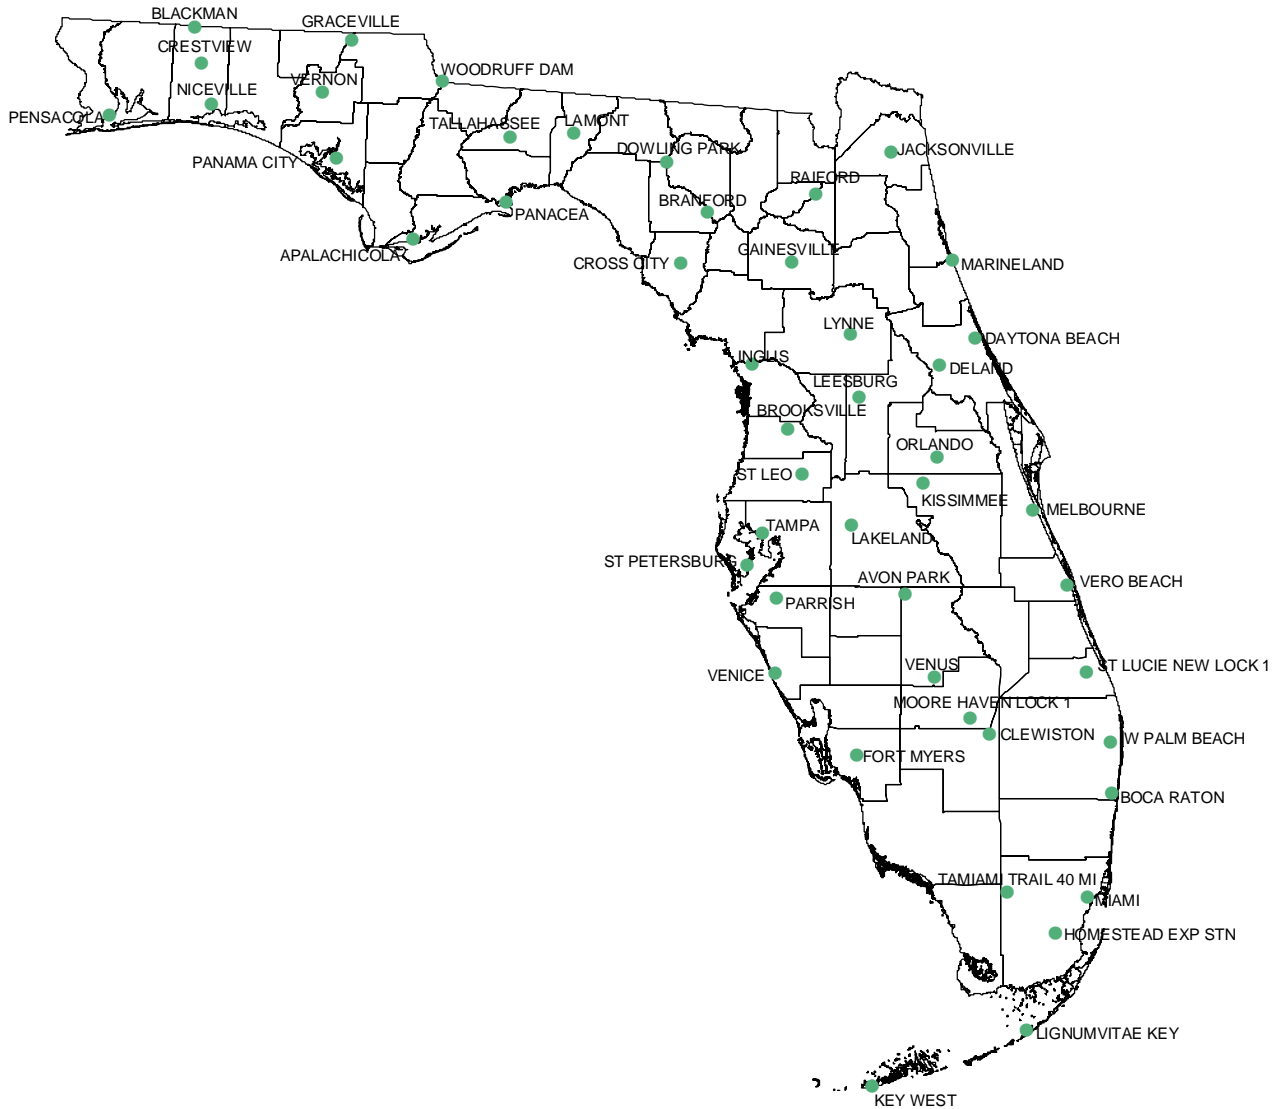 BLACKMAN
GRACEVILLE
CRESTVIEW
WOODRUFF DAM
VERNON
NICEVILLE
PENSACOLA
TALLAHASSEE
LAMONT
DOWLING PARK
JACKSONVILLE
PANAMA CITY
RAIFORD
BRANFORD
PANACEA
APALACHICOLA
GAINESVILLE
CROSS CITY
MARINELAND
LYNNE
DAYTONA BEACH
INGLIS
DELAND
LEESBURG
BROOKSVILLE
ORLANDO
ST LEO
KISSIMMEE
MELBOURNE
TAMPA
LAKELAND
ST PETERSBURG
AVON PARK
VERO BEACH
PARRISH
VENUS
ST LUCIE NEW LOCK 1
VENICE
MOORE HAVEN LOCK 1
CLEWISTON
W PALM BEACH
FORT MYERS
BOCA RATON
TAMIAMI TRAIL 40 MI
MIAMI
HOMESTEAD EXP STN
LIGNUMVITAE KEY
KEY WEST